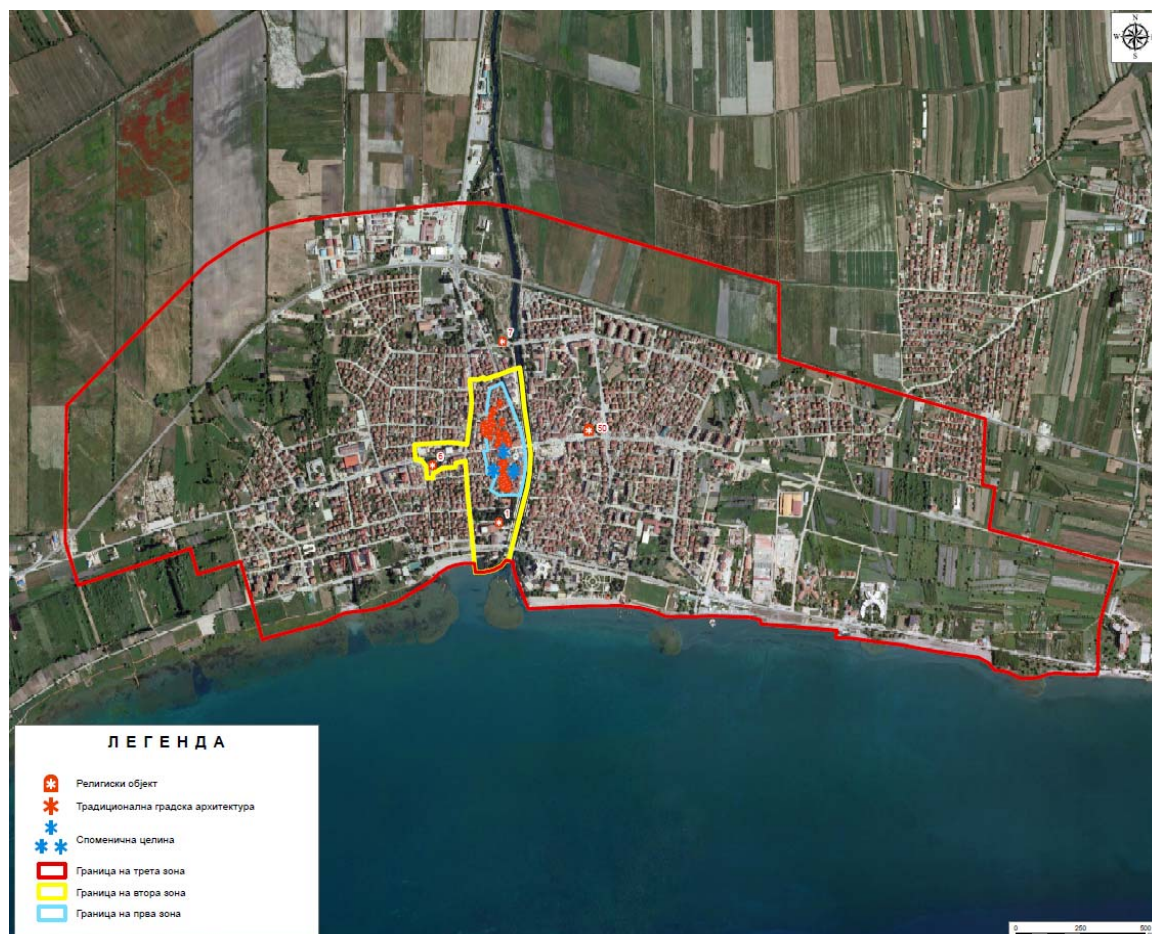 N
W
S
7
50
6
1
Л Е Г Е Н Д А
Религиски објект
Традиционална градска архитектура
Споменична целина
Граница на трета зона
Граница на втора зона
Граница на прва зона
0 250 500